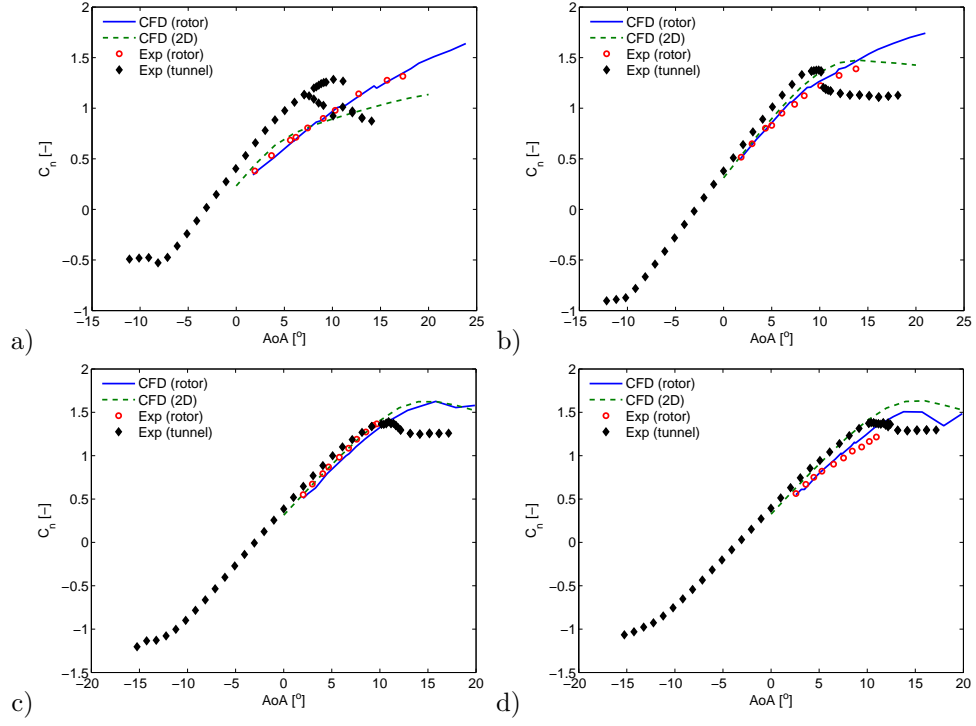 CFD (rotor)
CFD (2D)
Exp (rotor)
Exp (tunnel)
2
1.5
1
0.5
0
−0.5
−1
C_n [−]
−15 −10 −5 0 5 10 15 20 25
AoA [°]
a)
CFD (rotor)
CFD (2D)
Exp (rotor)
Exp (tunnel)
2
1.5
1
0.5
0
−0.5
−1
C_n [−]
−15 −10 −5 0 5 10 15 20 25
AoA [°]
b)
CFD (rotor)
CFD (2D)
Exp (rotor)
Exp (tunnel)
2
1.5
1
0.5
0
−0.5
−1
−1.5
C_n [−]
−20 −15 −10 −5 0 5 10 15 20
AoA [°]
c)
CFD (rotor)
CFD (2D)
Exp (rotor)
Exp (tunnel)
2
1.5
1
0.5
0
−0.5
−1
−1.5
C_n [−]
−20 −15 −10 −5 0 5 10 15 20
AoA [°]
d)